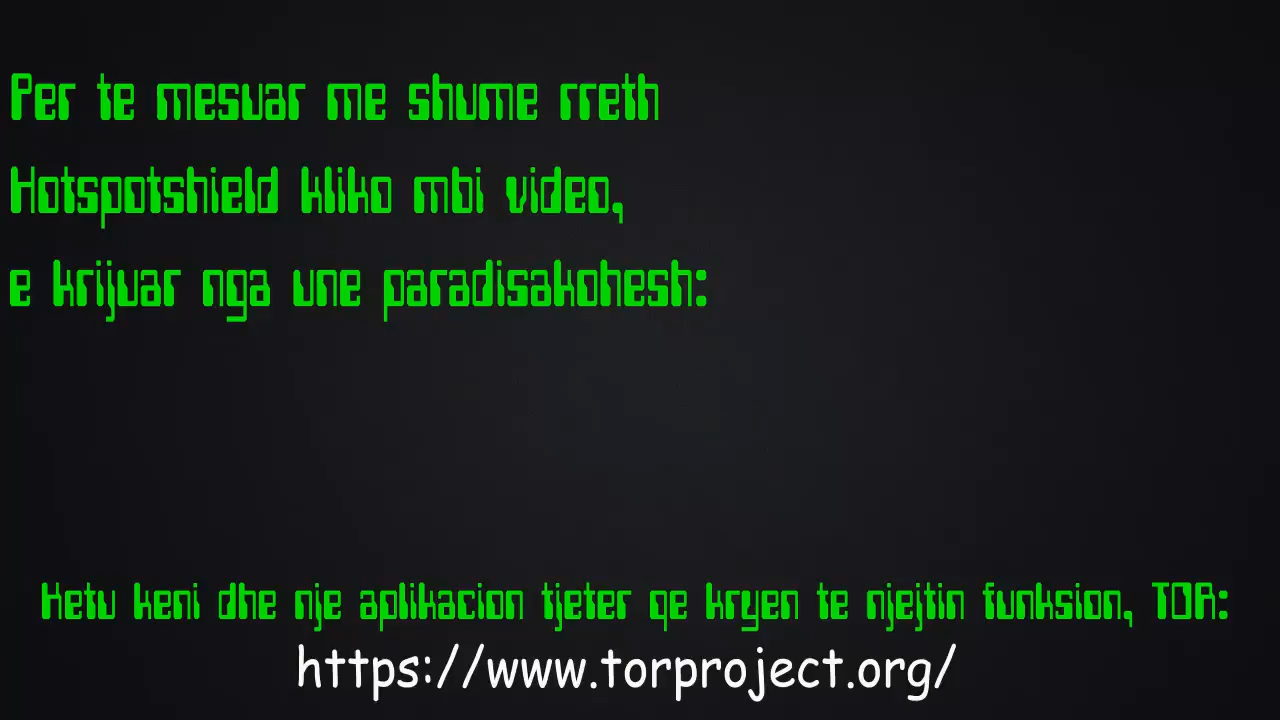 Per te mesuar me shume rreth
Hotspotshield kliko mbi video,
e krijuar nga une paradisakohesh:
Ketu keni dhe nje aplikacion tjeter qe kryen te njejtin funksion, TOR:
https://www.torproject.org/